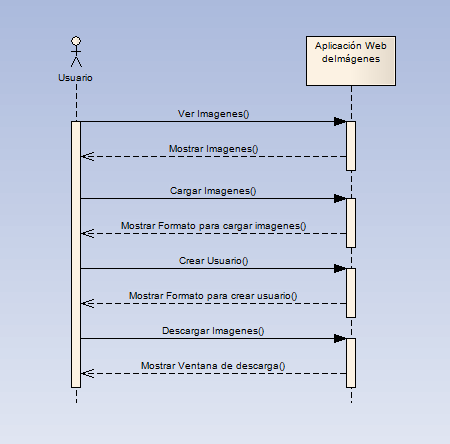 Usuario
Aplicación Web
deImágenes
Ver Imagenes()
Mostrar Imagenes()
Cargar Imagenes()
Mostrar Formato para cargar imagenes()
Crear Usuario()
Mostrar Formato para crear usuario()
Descargar Imagenes()
Mostrar Ventana de descarga()